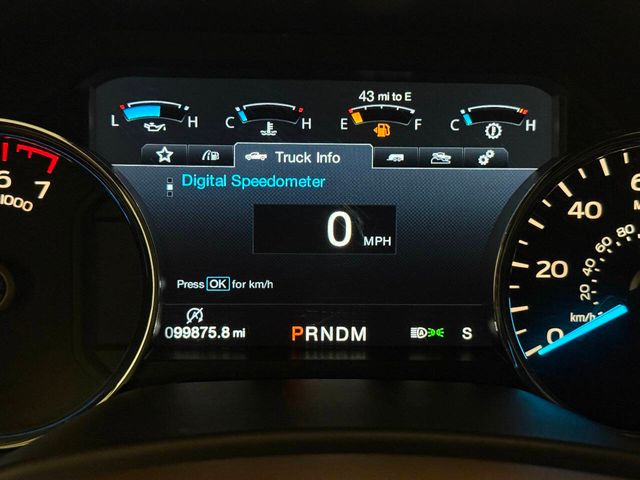 43 mi to E
L H C H E F C H
Truck Info
Digital Speedometer
0 MPH
Press OK for km/h
099875.8 mi
PRNDM
A
S
6 7
1000
40
20
0
80
60
40
20
km/h